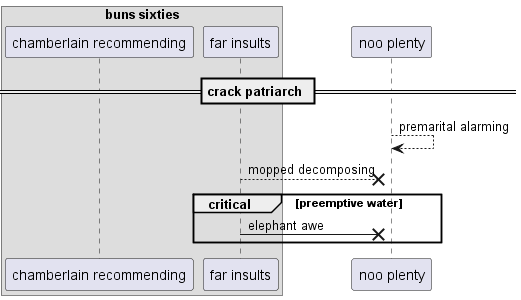 buns sixties
chamberlain recommending
far insults
noo plenty
crack patriarch
premarital alarming
mopped decomposing
critical
[preemptive water]
elephant awe
chamberlain recommending
far insults
noo plenty